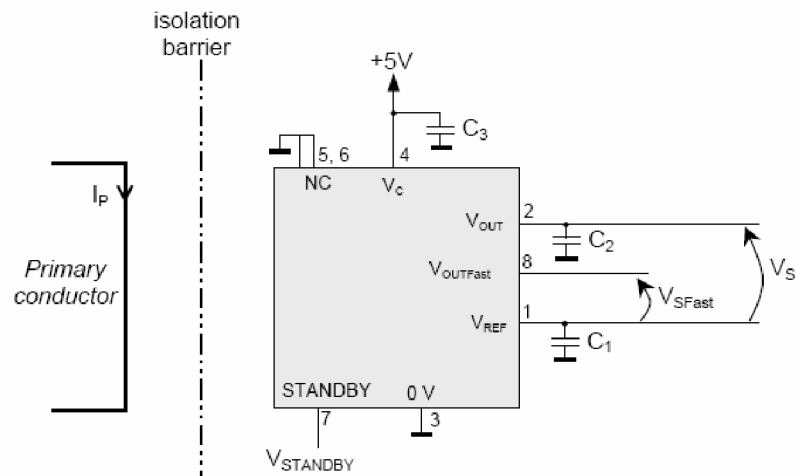 isolation
barrier
+5V
C3
5, 6
4
NC
VC
IP
VOUT
2
C2
Primary
conductor
VOUTFast
8
VS
VSFast
VREF
1
C1
STANDBY
0 V
7
3
VSTANDBY